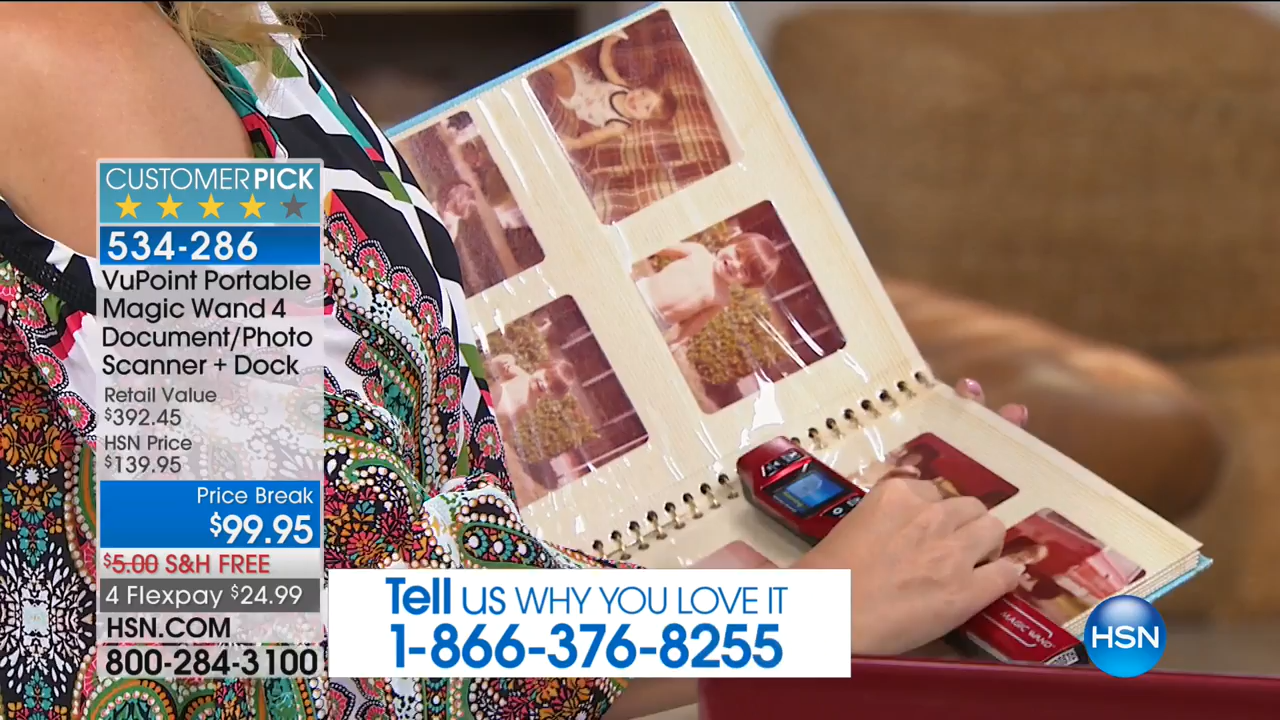 CUSTOMER PICK
534-286
VuPoint Portable
Magic Wand 4
Document/Photo
Scanner + Dock
Retail Value
$392.45
HSN Price
$139.95
Price Break
$99.95
$5.00 S&H FREE
4 Flexpay $24.99
HSN.COM
800-284-3100
Tell us WHY YOU LOVE IT
1-866-376-8255
MAGIC WAND
HSN